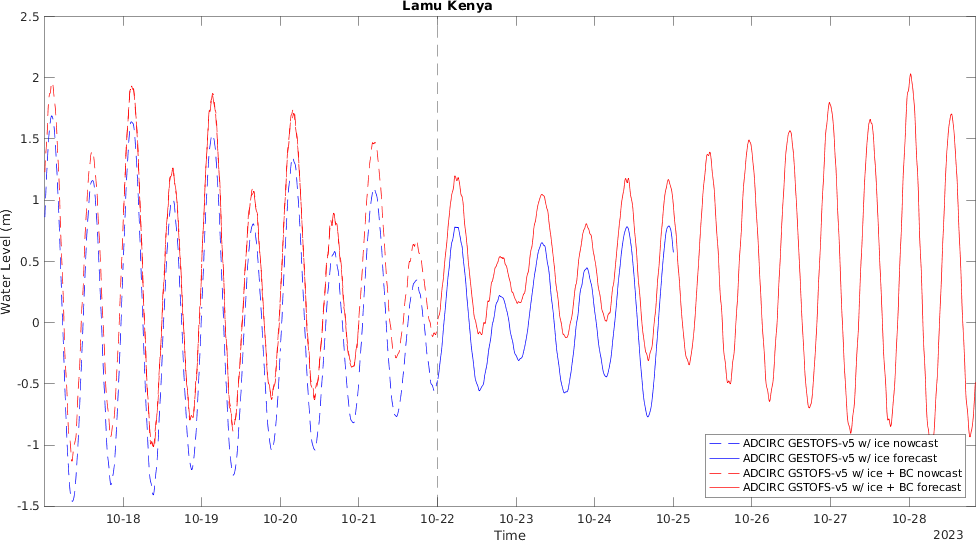 Lamu Kenya
2.5
2
1.5
1
0.5
0
-0.5
-1
-1.5
Water Level (m)
10-18 10-19 10-20 10-21 10-22 10-23 10-24 10-25 10-26 10-27 10-28
Time
2023
ADCIRC GESTOFS-v5 w/ ice nowcast
ADCIRC GESTOFS-v5 w/ ice forecast
ADCIRC GSTOFS-v5 w/ ice + BC nowcast
ADCIRC GSTOFS-v5 w/ ice + BC forecast